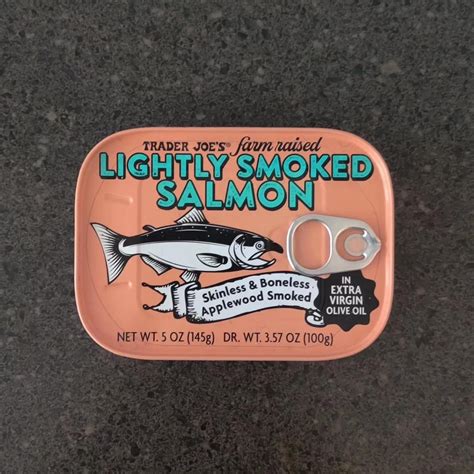 TRADER JOE'S® farm raised
LIGHTLY SMOKED
SALMON
Skinless & Boneless
Applewood Smoked
IN
EXTRA
VIRGIN
OLIVE OIL
NET WT. 5 OZ (145g) DR. WT. 3.57 OZ (100g)